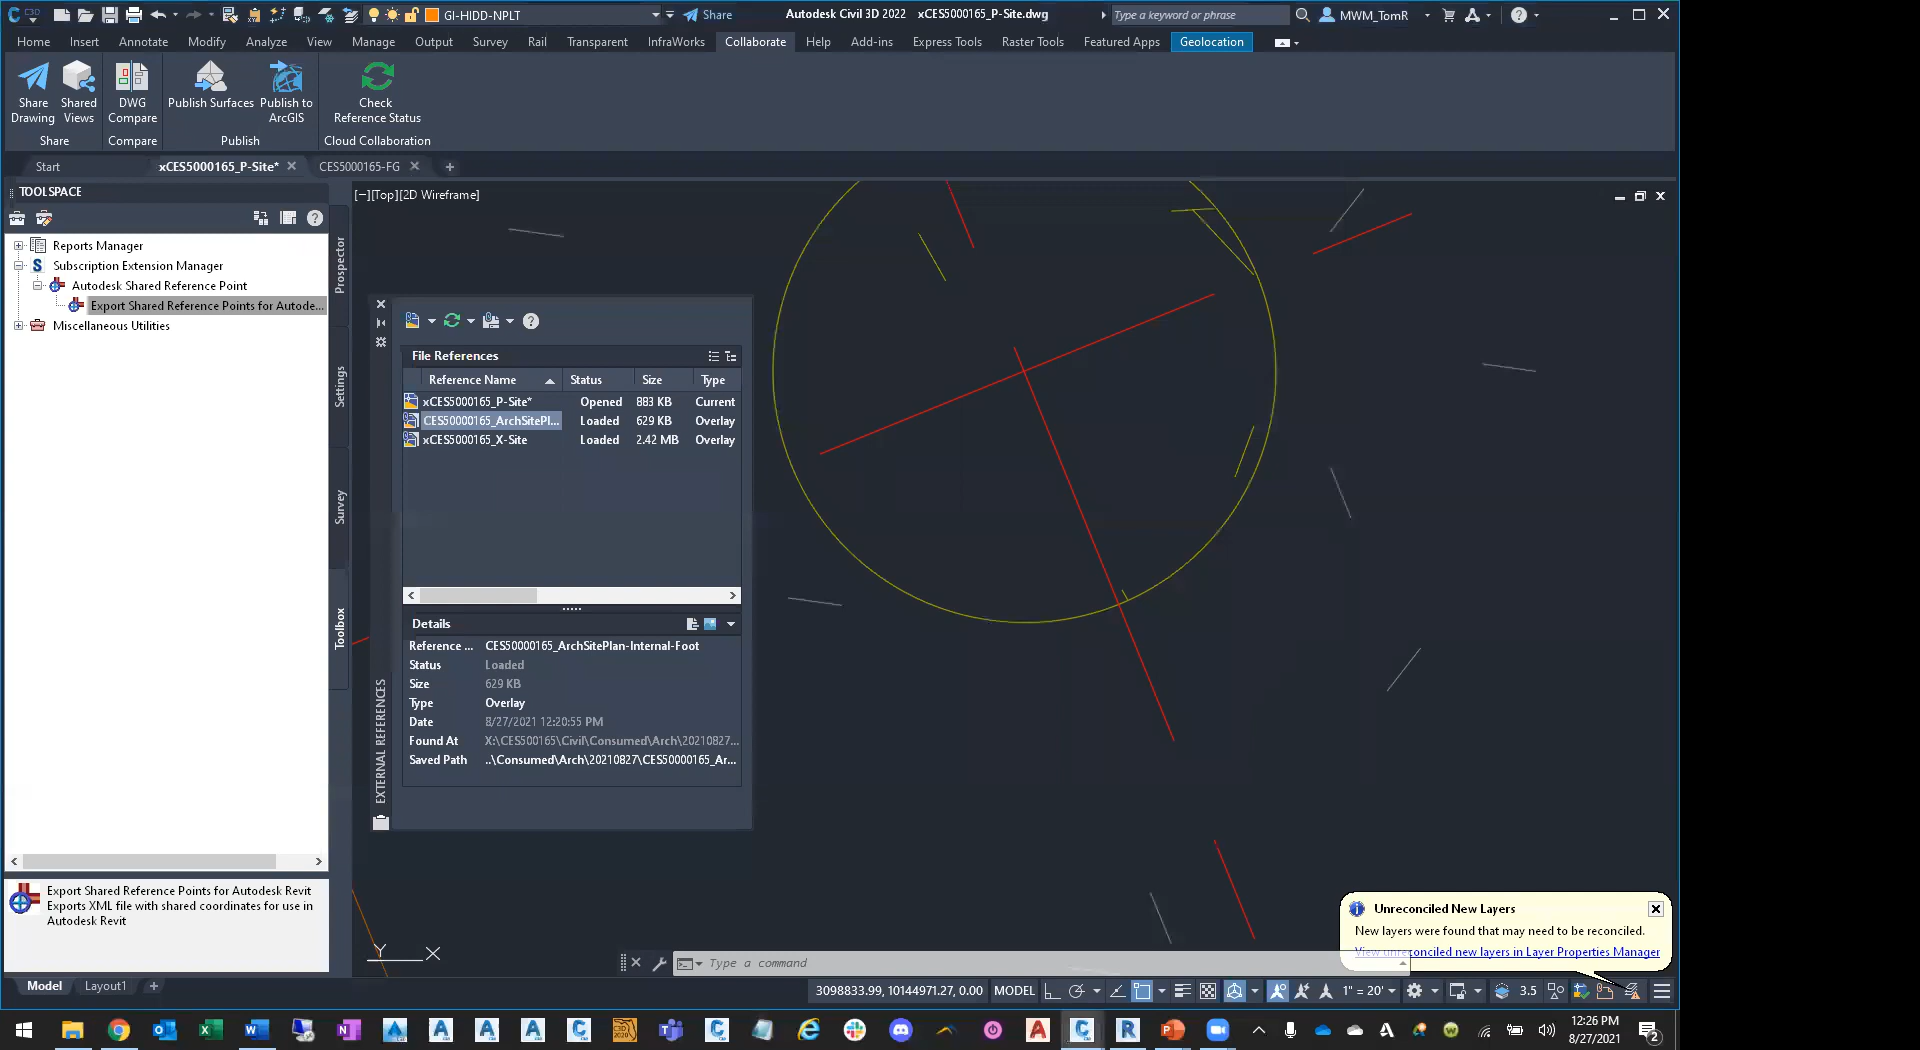 GI-HIDD-NPLT
Share
Autodesk Civil 3D 2022 xCES5000165_P-Site.dwg
Type a keyword or phrase
MWM_TomR
Home Insert Annotate Modify Analyze View Manage Output Survey Rail Transparent InfraWorks Collaborate Help Add-ins Express Tools Raster Tools Featured Apps Geolocation
Share Drawing
Shared Views
DWG Compare
Publish Surfaces
Publish to ArcGIS
Check Reference Status
Share Compare Publish Cloud Collaboration
Start xCES5000165_P-Site* CES5000165-FG
TOOLSPACE
Reports Manager
Subscription Extension Manager
Autodesk Shared Reference Point
Export Shared Reference Points for Autode...
Miscellaneous Utilities
Prospector
Settings
Survey
Toolbox
Export Shared Reference Points for Autodesk Revit
Exports XML file with shared coordinates for use in
Autodesk Revit
[−][Top][2D Wireframe]
File References
Reference Name Status Size Type
xCES5000165_P-Site* Opened 883 KB Current
CES50000165_ArchSitePl... Loaded 629 KB Overlay
xCES5000165_X-Site Loaded 2.42 MB Overlay
Details
Reference ... CES50000165_ArchSitePlan-Internal-Foot
Status Loaded
Size 629 KB
Type Overlay
Date 8/27/2021 12:20:55 PM
Found At X:\CES500165\Civil\Consumed\Arch\20210827...
Saved Path ..\Consumed\Arch\20210827\CES50000165_Ar...
EXTERNAL REFERENCES
Y X
Unreconciled New Layers
New layers were found that may need to be reconciled.
View unreconciled new layers in Layer Properties Manager
Type a command
Model Layout1
3098833.99, 10144971.27, 0.00 MODEL 1" = 20' 3.5
12:26 PM
8/27/2021
2